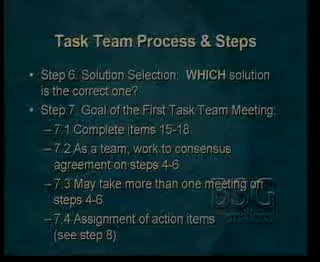 Task Team Process & Steps
• Step 6. Solution Selection: WHICH solution
is the correct one?
• Step 7. Goal of the First Task Team Meeting:
– 7.1 Complete items 15-18.
– 7.2 As a team, work to consensus
agreement on steps 4-6
– 7.3 May take more than one meeting on
steps 4-6
– 7.4 Assignment of action items
(see step 8)